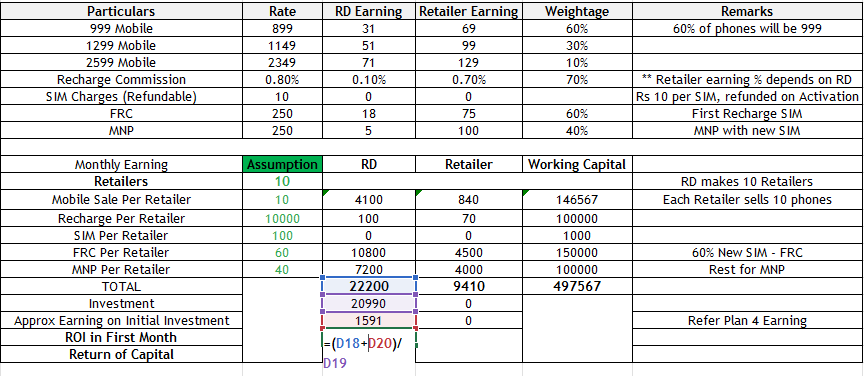 Particulars Rate RD Earning Retailer Earning Weightage Remarks
999 Mobile 899 31 69 60% 60% of phones will be 999
1299 Mobile 1149 51 99 30%
2599 Mobile 2349 71 129 10%
Recharge Commission 0.80% 0.10% 0.70% 70% ** Retailer earning % depends on RD
SIM Charges (Refundable) 10 0 0 Rs 10 per SIM, refunded on Activation
FRC 250 18 75 60% First Recharge SIM
MNP 250 5 100 40% MNP with new SIM
Monthly Earning Assumption RD Retailer Working Capital
Retailers 10 RD makes 10 Retailers
Mobile Sale Per Retailer 10 4100 840 146567 Each Retailer sells 10 phones
Recharge Per Retailer 10000 100 70 100000
SIM Per Retailer 100 0 0 1000
FRC Per Retailer 60 10800 4500 150000 60% New SIM - FRC
MNP Per Retailer 40 7200 4000 100000 Rest for MNP
TOTAL 22200 9410 497567
Investment 20990 0
Approx Earning on Initial Investment 1591 0 Refer Plan 4 Earning
ROI in First Month =(D18+D20)/
Return of Capital D19